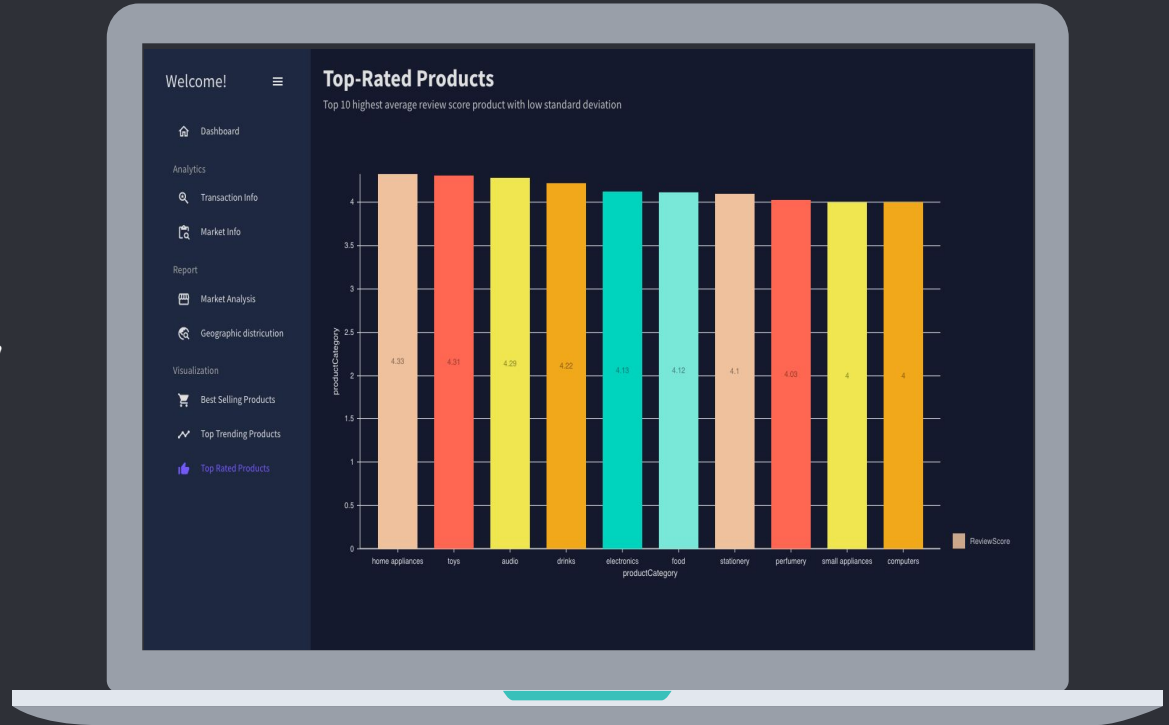 Welcome!
Dashboard
Analytics
Transaction Info
Market Info
Report
Market Analysis
Geographic districution
Visualization
Best Selling Products
Top Trending Products
Top Rated Products
Top-Rated Products
Top 10 highest average review score product with low standard deviation
productCategory
4
3.5
3
2.5
2
1.5
1
0.5
0
4.33 4.31 4.29 4.22 4.13 4.12 4.1 4.03 4 4
home appliances toys audio drinks electronics food stationery perfumery small appliances computers
productCategory
ReviewScore